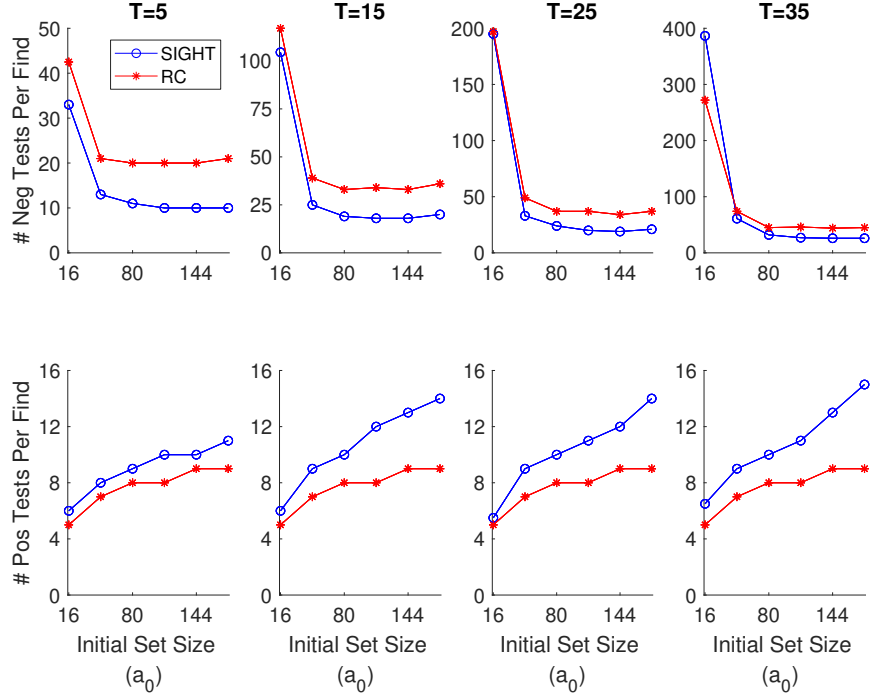 T=5 T=15 T=25 T=35
# Neg Tests Per Find
SIGHT
RC
50 40 30 20 10 0
100 75 50 25 0
200 150 100 50 0
400 300 200 100 0
16 80 144 16 80 144 16 80 144 16 80 144
# Pos Tests Per Find
16 12 8 4 0
16 12 8 4 0
16 12 8 4 0
16 12 8 4 0
16 80 144 16 80 144 16 80 144 16 80 144
Initial Set Size Initial Set Size Initial Set Size Initial Set Size
(a₀) (a₀) (a₀) (a₀)